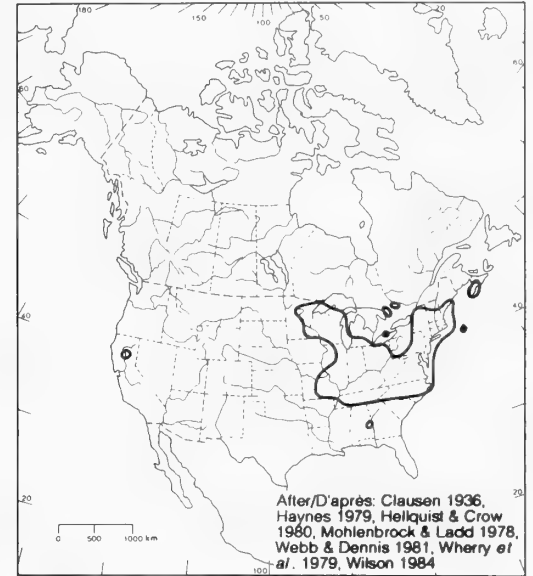 180
150
100
50
20
60
60
40
40
20
20
After/D'après: Clausen 1936,
Haynes 1979, Hellquist & Crow
1980, Mohlenbrock & Ladd 1978,
Webb & Dennis 1981, Wherry et
al. 1979, Wilson 1984
0 500 1000 km
100